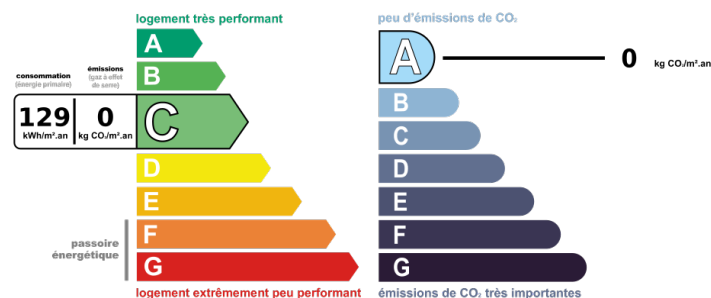 logement très performant
A
B
consommation
(énergie primaire)
émissions
(gaz à effet
de serre)
129
kWh/m².an
0
kg CO₂/m².an
C
D
E
F
G
passoire
énergétique
logement extrêmement peu performant
peu d'émissions de CO₂
A
0 kg CO₂/m².an
B
C
D
E
F
G
émissions de CO₂ très importantes